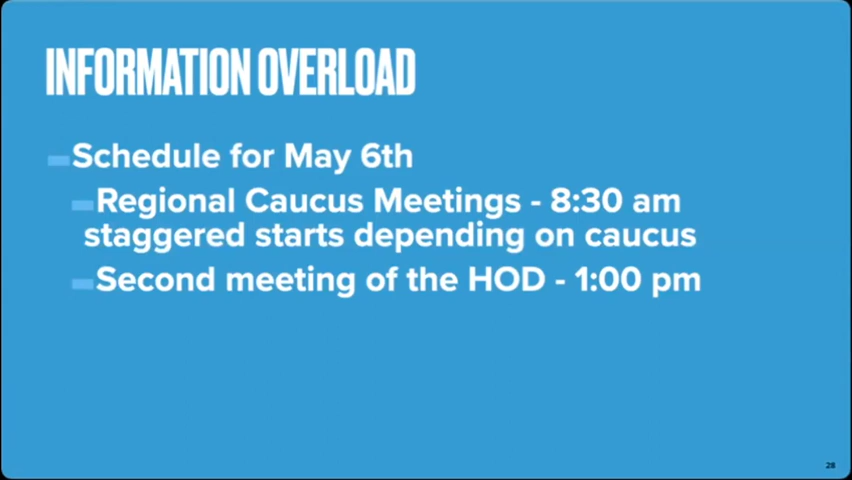 INFORMATION OVERLOAD
Schedule for May 6th
Regional Caucus Meetings - 8:30 am
staggered starts depending on caucus
Second meeting of the HOD - 1:00 pm
28